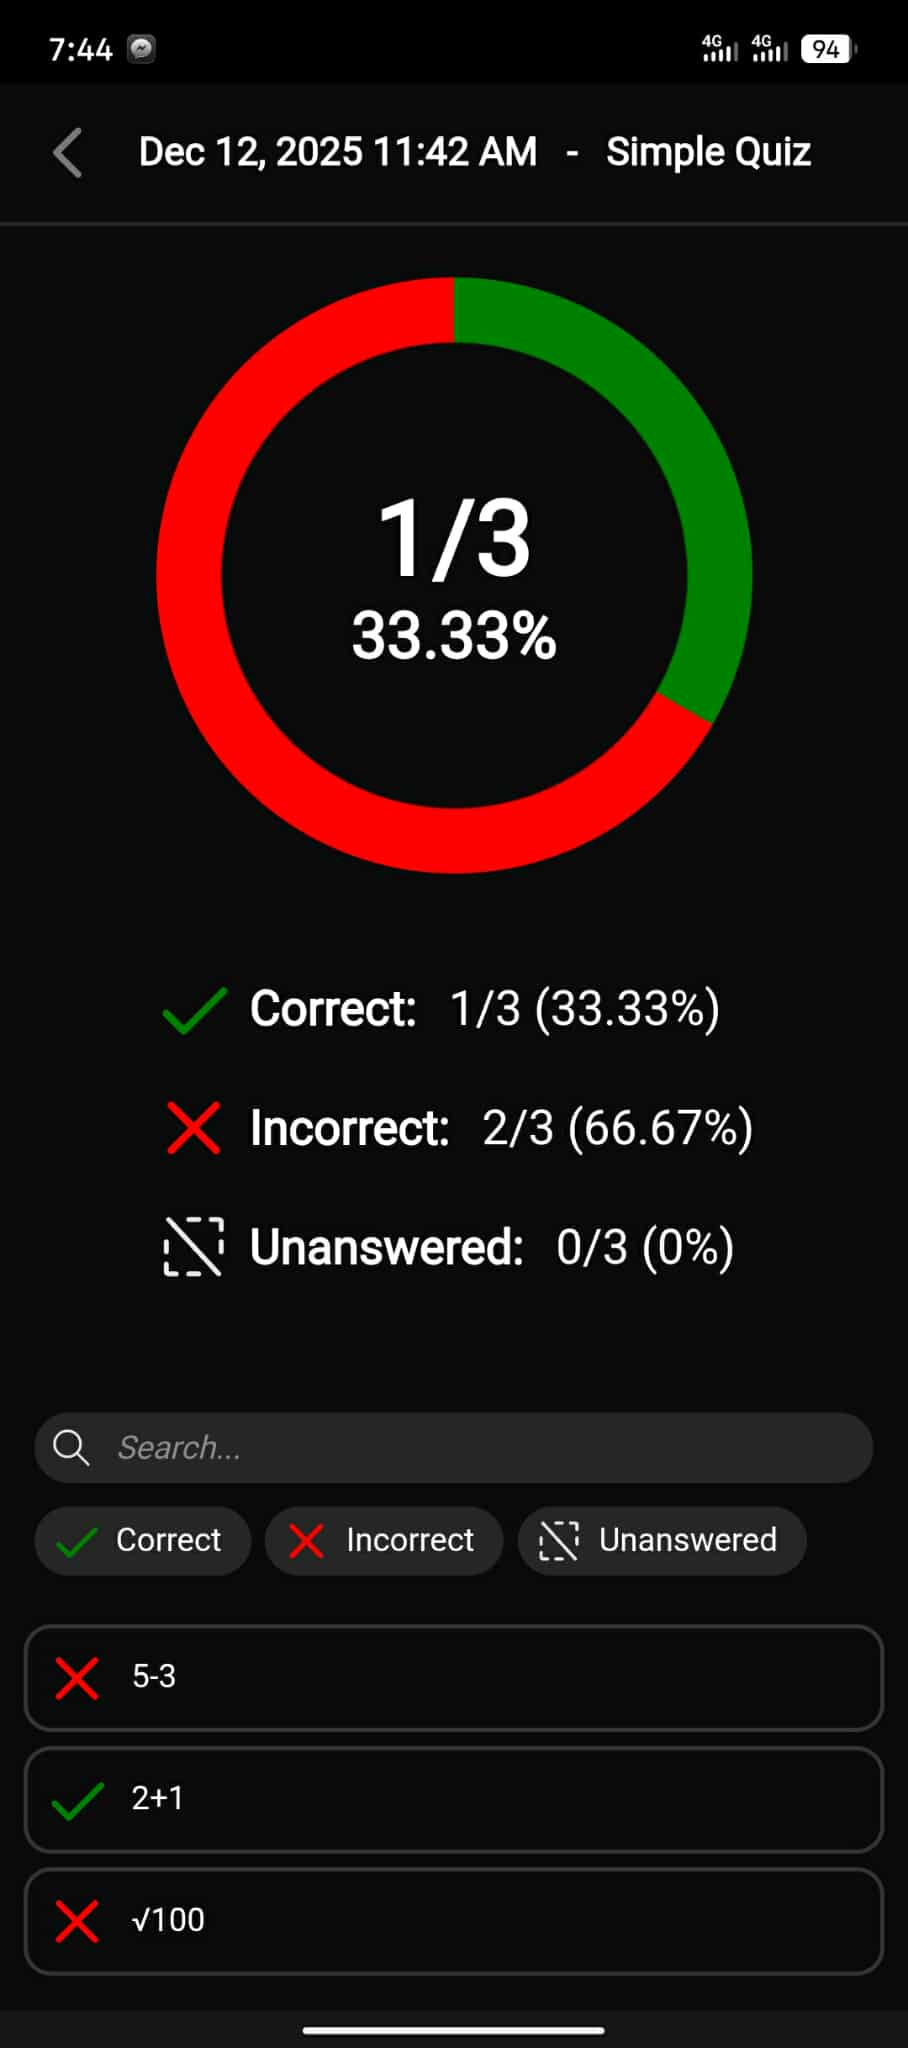 7:44 4G 4G 94
Dec 12, 2025 11:42 AM - Simple Quiz
1/3
33.33%
Correct: 1/3 (33.33%)
Incorrect: 2/3 (66.67%)
Unanswered: 0/3 (0%)
Search...
Correct Incorrect Unanswered
5-3
2+1
√100